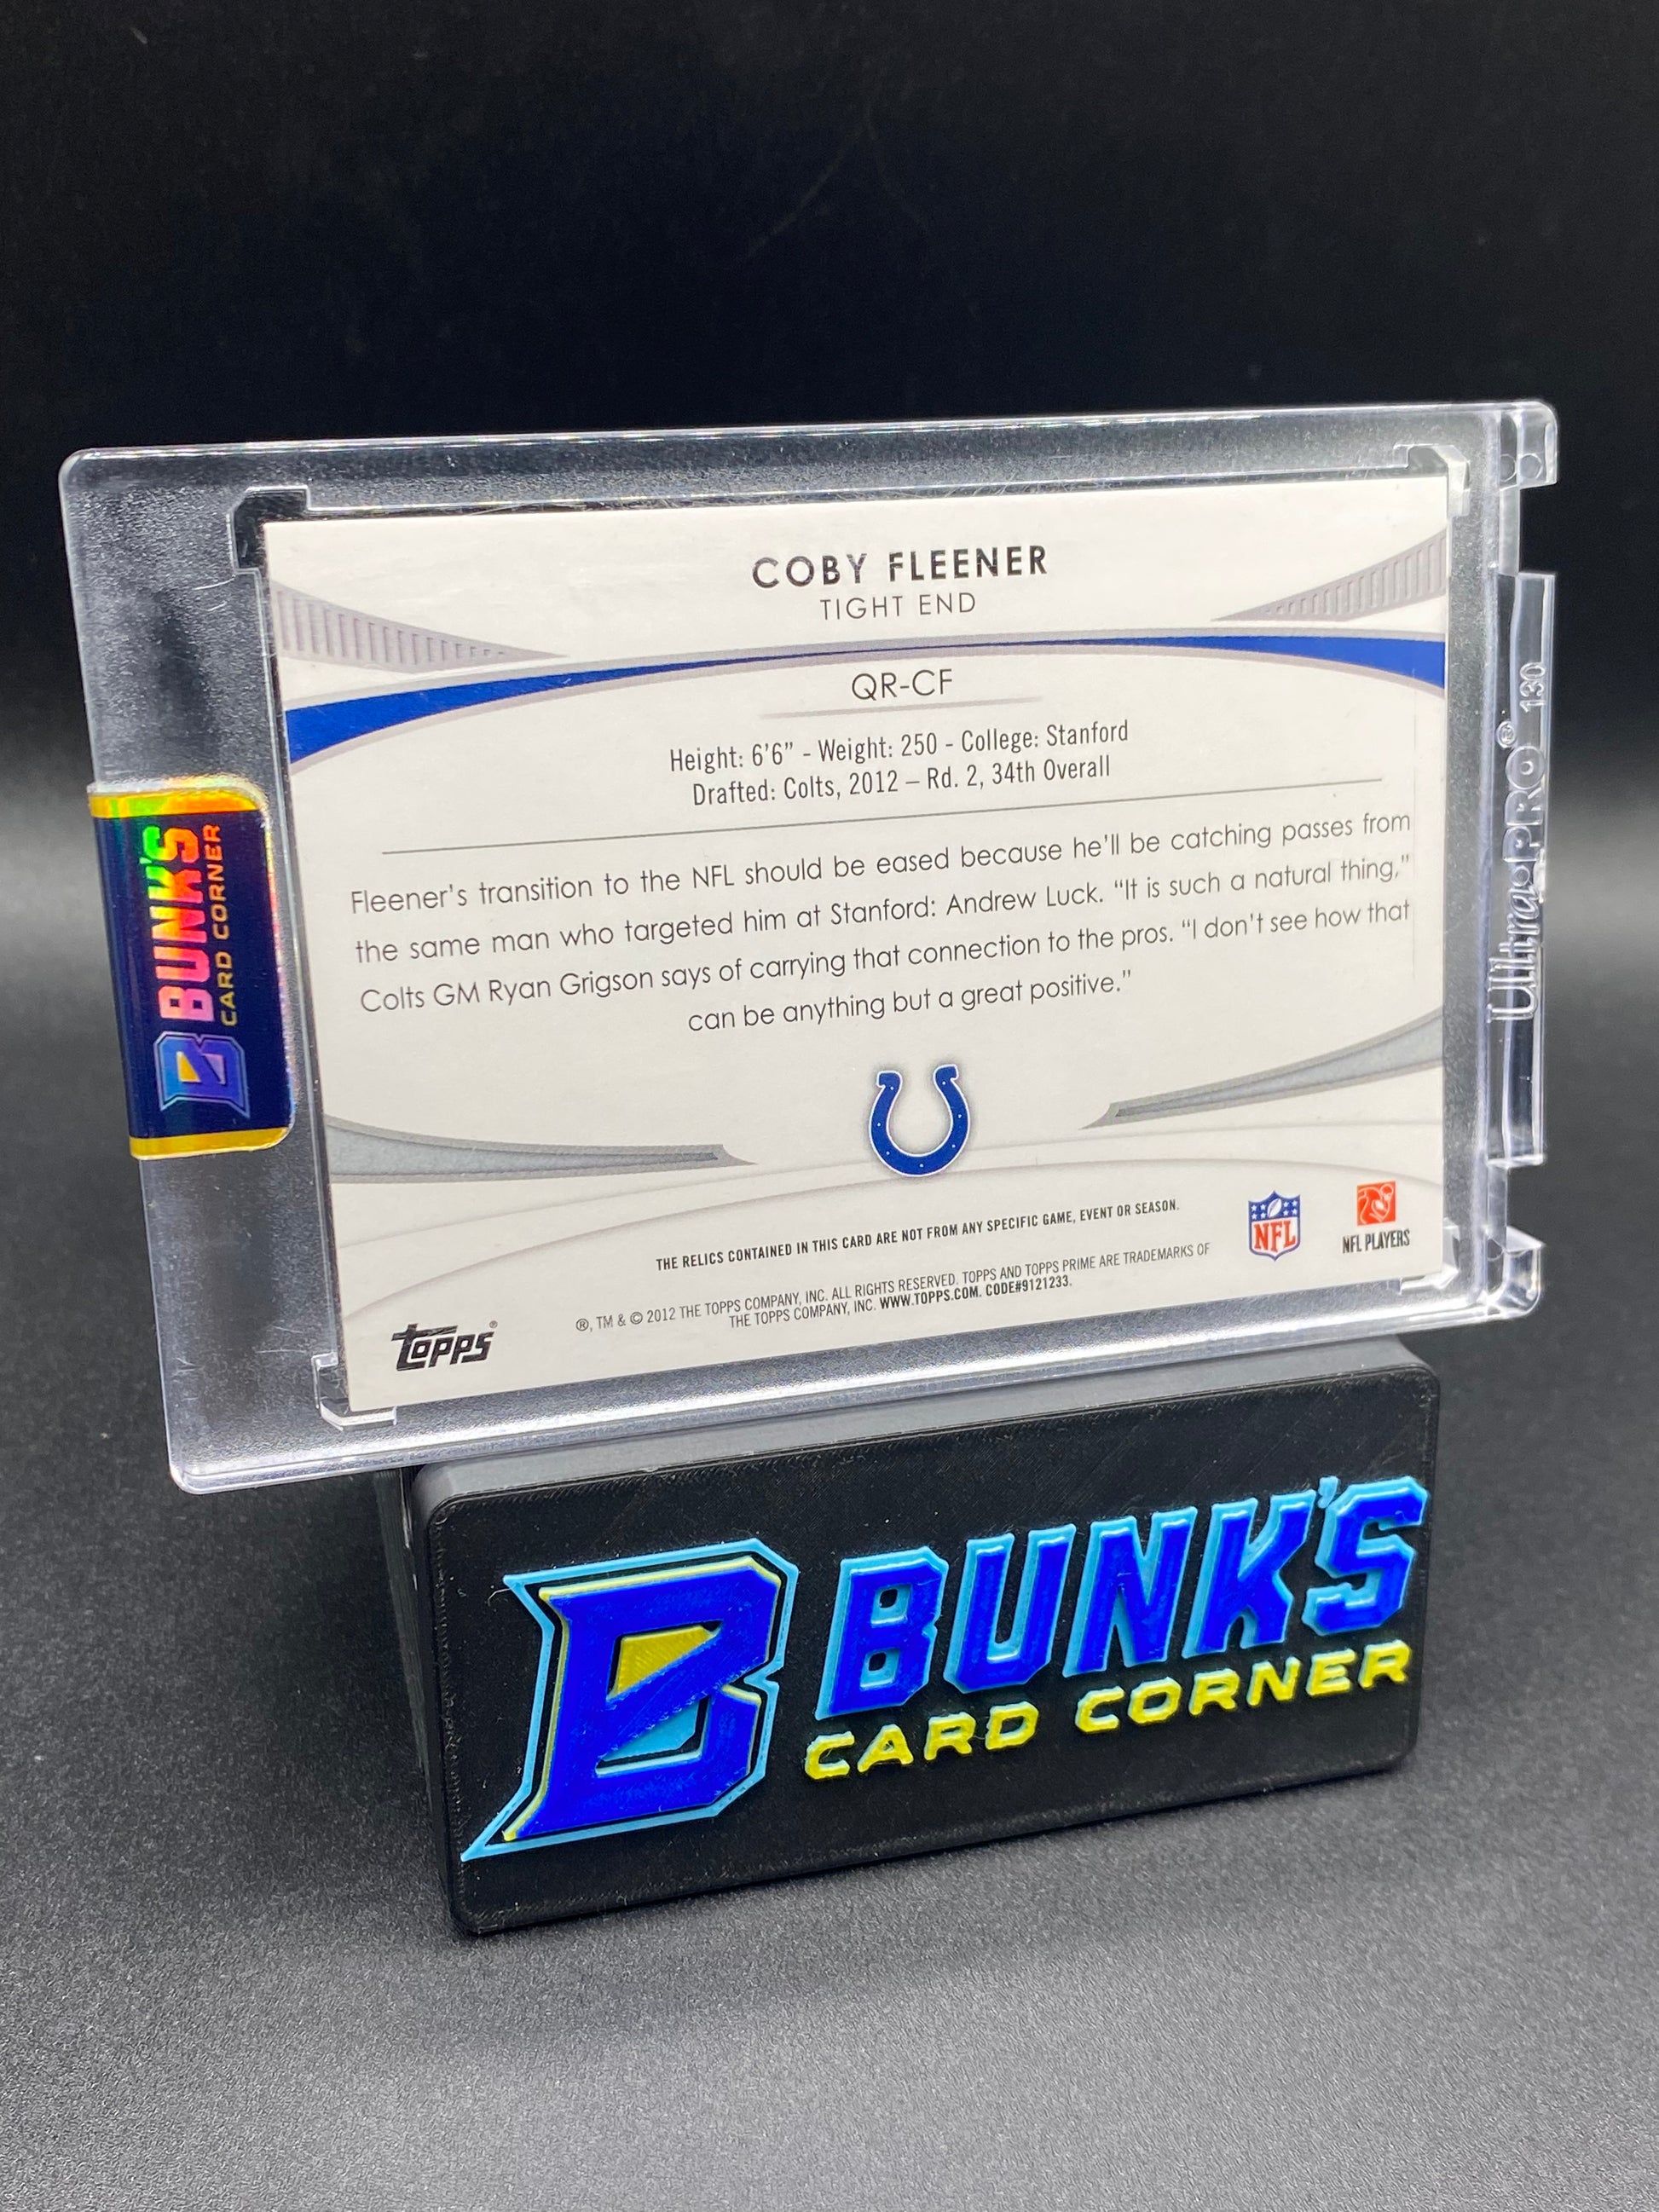 COBY FLEENER
TIGHT END
QR-CF
Height: 6'6” - Weight: 250 - College: Stanford
Drafted: Colts, 2012 – Rd. 2, 34th Overall
Fleener's transition to the NFL should be eased because he'll be catching passes from
the same man who targeted him at Stanford: Andrew Luck. “It is such a natural thing,”
Colts GM Ryan Grigson says of carrying that connection to the pros. “I don't see how that
can be anything but a great positive.”
THE RELICS CONTAINED IN THIS CARD ARE NOT FROM ANY SPECIFIC GAME, EVENT OR SEASON.
®, TM & © 2012 THE TOPPS COMPANY, INC. ALL RIGHTS RESERVED. TOPPS AND TOPPS PRIME ARE TRADEMARKS OF
THE TOPPS COMPANY, INC. WWW.TOPPS.COM. CODE#9121233.
topps®
NFL
NFL PLAYERS
B BUNK'S
CARD CORNER
UltraPRO® 130
B BUNK'S
CARD CORNER